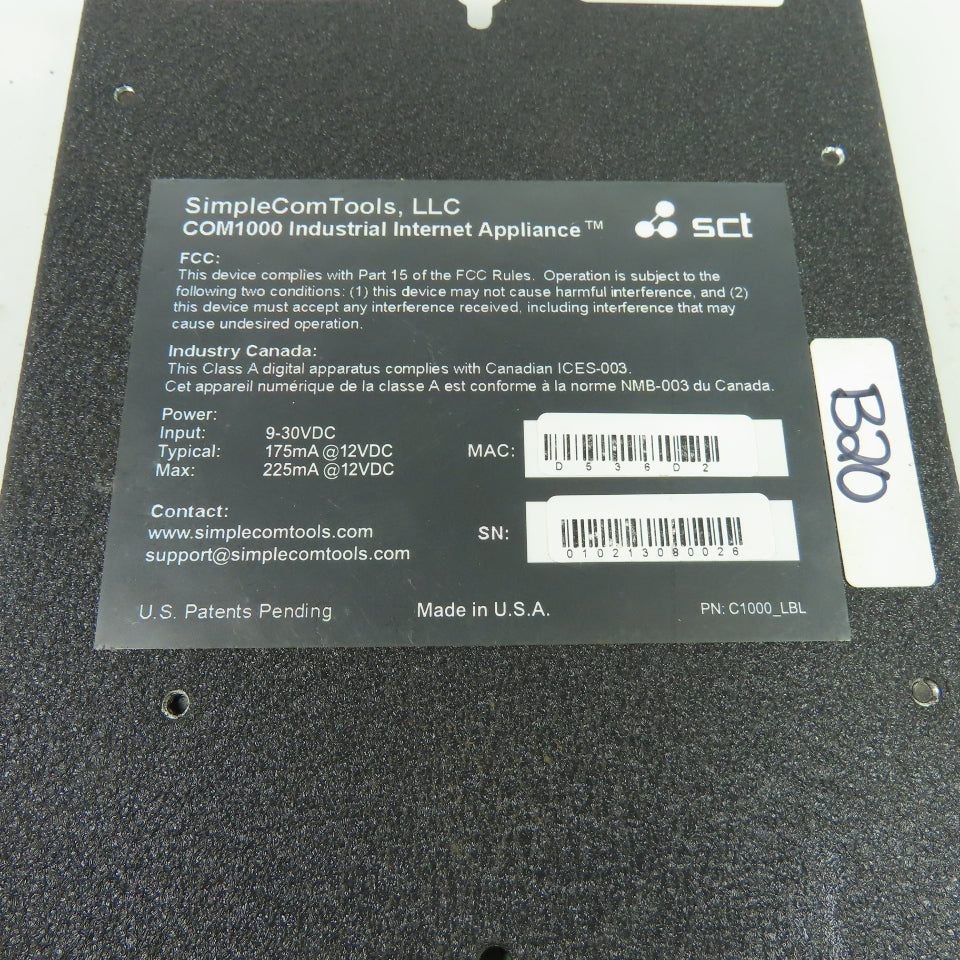 SimpleComTools, LLC
COM1000 Industrial Internet Appliance™
sct
FCC:
This device complies with Part 15 of the FCC Rules. Operation is subject to the
following two conditions: (1) this device may not cause harmful interference, and (2)
this device must accept any interference received, including interference that may
cause undesired operation.
Industry Canada:
This Class A digital apparatus complies with Canadian ICES-003.
Cet appareil numérique de la classe A est conforme à la norme NMB-003 du Canada.
Power:
Input: 9-30VDC
Typical: 175mA @12VDC
Max: 225mA @12VDC
MAC:
D536D2
Contact:
www.simplecomtools.com
support@simplecomtools.com
SN:
010213080026
U.S. Patents Pending
Made in U.S.A.
PN: C1000_LBL
B20